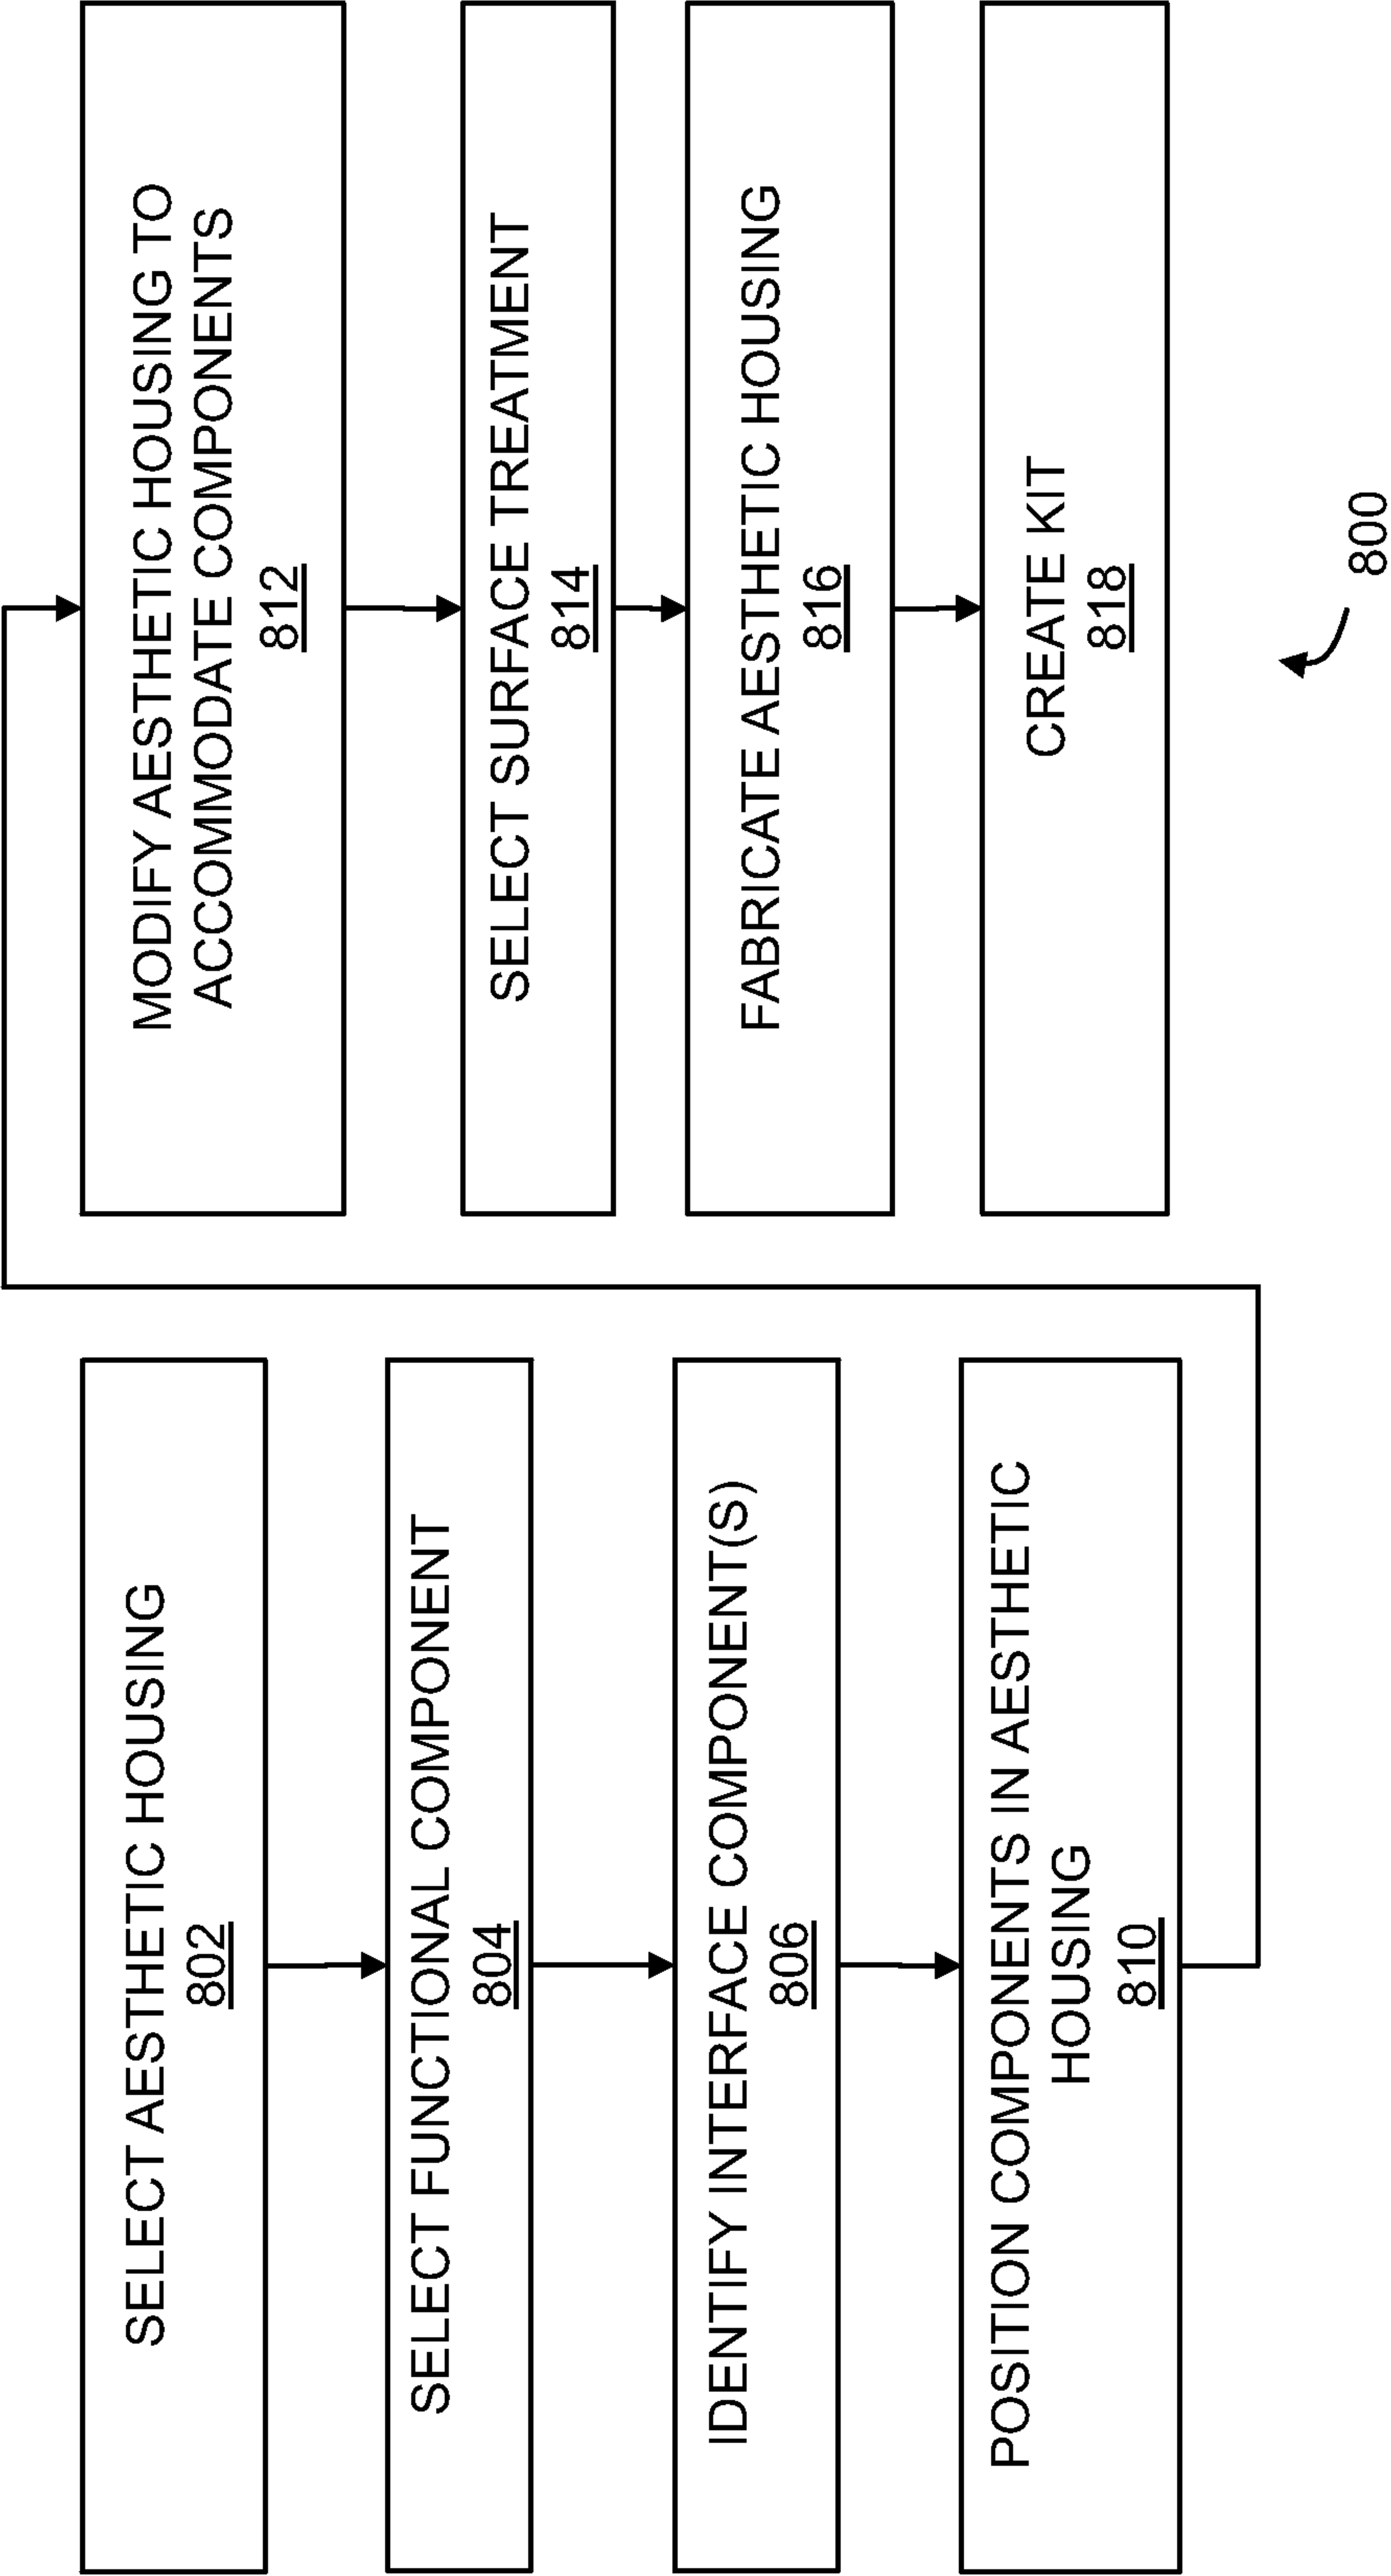 SELECT AESTHETIC HOUSING
802
SELECT FUNCTIONAL COMPONENT
804
IDENTIFY INTERFACE COMPONENT(S)
806
POSITION COMPONENTS IN AESTHETIC
HOUSING
810
MODIFY AESTHETIC HOUSING TO
ACCOMMODATE COMPONENTS
812
SELECT SURFACE TREATMENT
814
FABRICATE AESTHETIC HOUSING
816
CREATE KIT
818
800